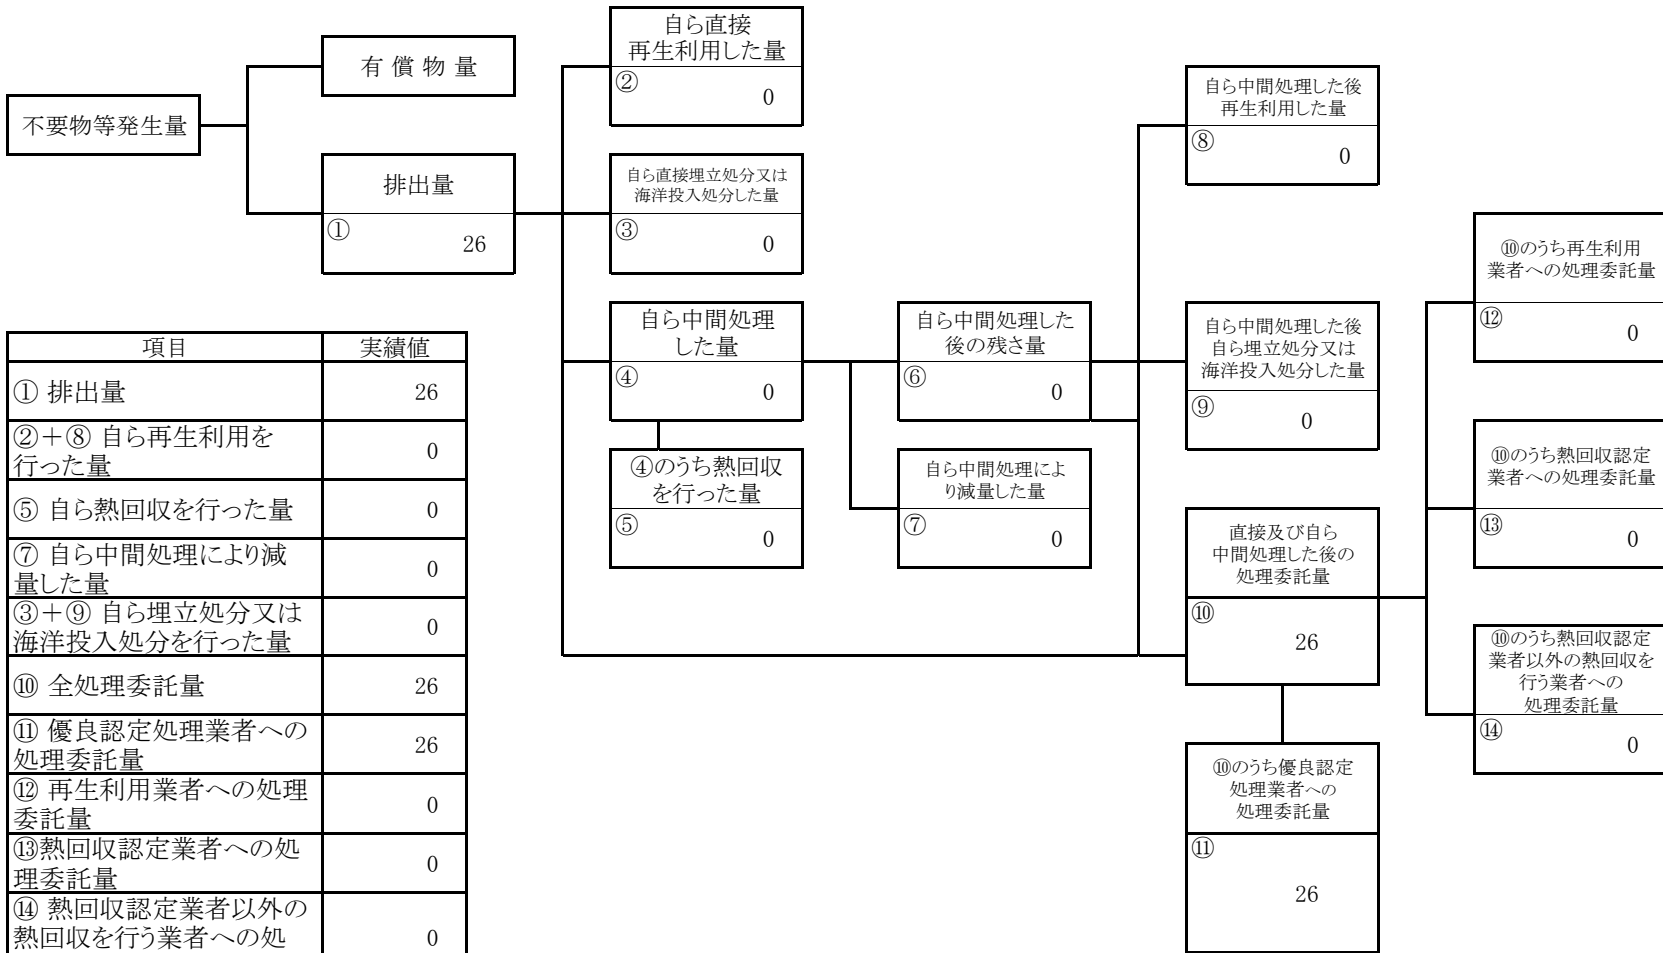 不要物等発生量
有 償 物 量
排出量
①
26
自ら直接
再生利用した量
②
0
自ら直接埋立処分又は
海洋投入処分した量
③
0
自ら中間処理
した量
④
0
④のうち熱回収
を行った量
⑤
0
自ら中間処理した
後の残さ量
⑥
0
自ら中間処理によ
り減量した量
⑦
0
自ら中間処理した後
再生利用した量
⑧
0
自ら中間処理した後
自ら埋立処分又は
海洋投入処分した量
⑨
0
直接及び自ら
中間処理した後の
処理委託量
⑩
26
⑩のうち優良認定
処理業者への
処理委託量
⑪
26
⑩のうち再生利用
業者への処理委託量
⑫
0
⑩のうち熱回収認定
業者への処理委託量
⑬
0
⑩のうち熱回収認定
業者以外の熱回収を
行う業者への
処理委託量
⑭
0
項目 実績値
① 排出量 26
②＋⑧ 自ら再生利用を
行った量 0
⑤ 自ら熱回収を行った量 0
⑦ 自ら中間処理により減
量した量 0
③＋⑨ 自ら埋立処分又は
海洋投入処分を行った量 0
⑩ 全処理委託量 26
⑪ 優良認定処理業者への
処理委託量 26
⑫ 再生利用業者への処理
委託量 0
⑬熱回収認定業者への処
理委託量 0
⑭ 熱回収認定業者以外の
熱回収を行う業者への処 0